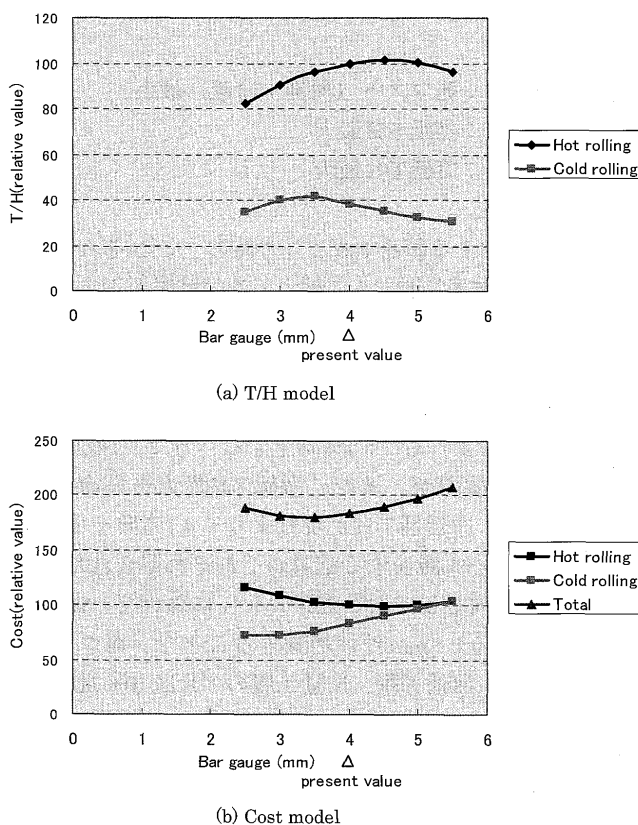 120
100
80
60
40
20
0
T/H(relative value)
0 1 2 3 4 5 6
Bar gauge (mm) Δ
present value
Hot rolling
Cold rolling
(a) T/H model
250
200
150
100
50
0
Cost(relative value)
0 1 2 3 4 5 6
Bar gauge (mm) Δ
present value
Hot rolling
Cold rolling
Total
(b) Cost model